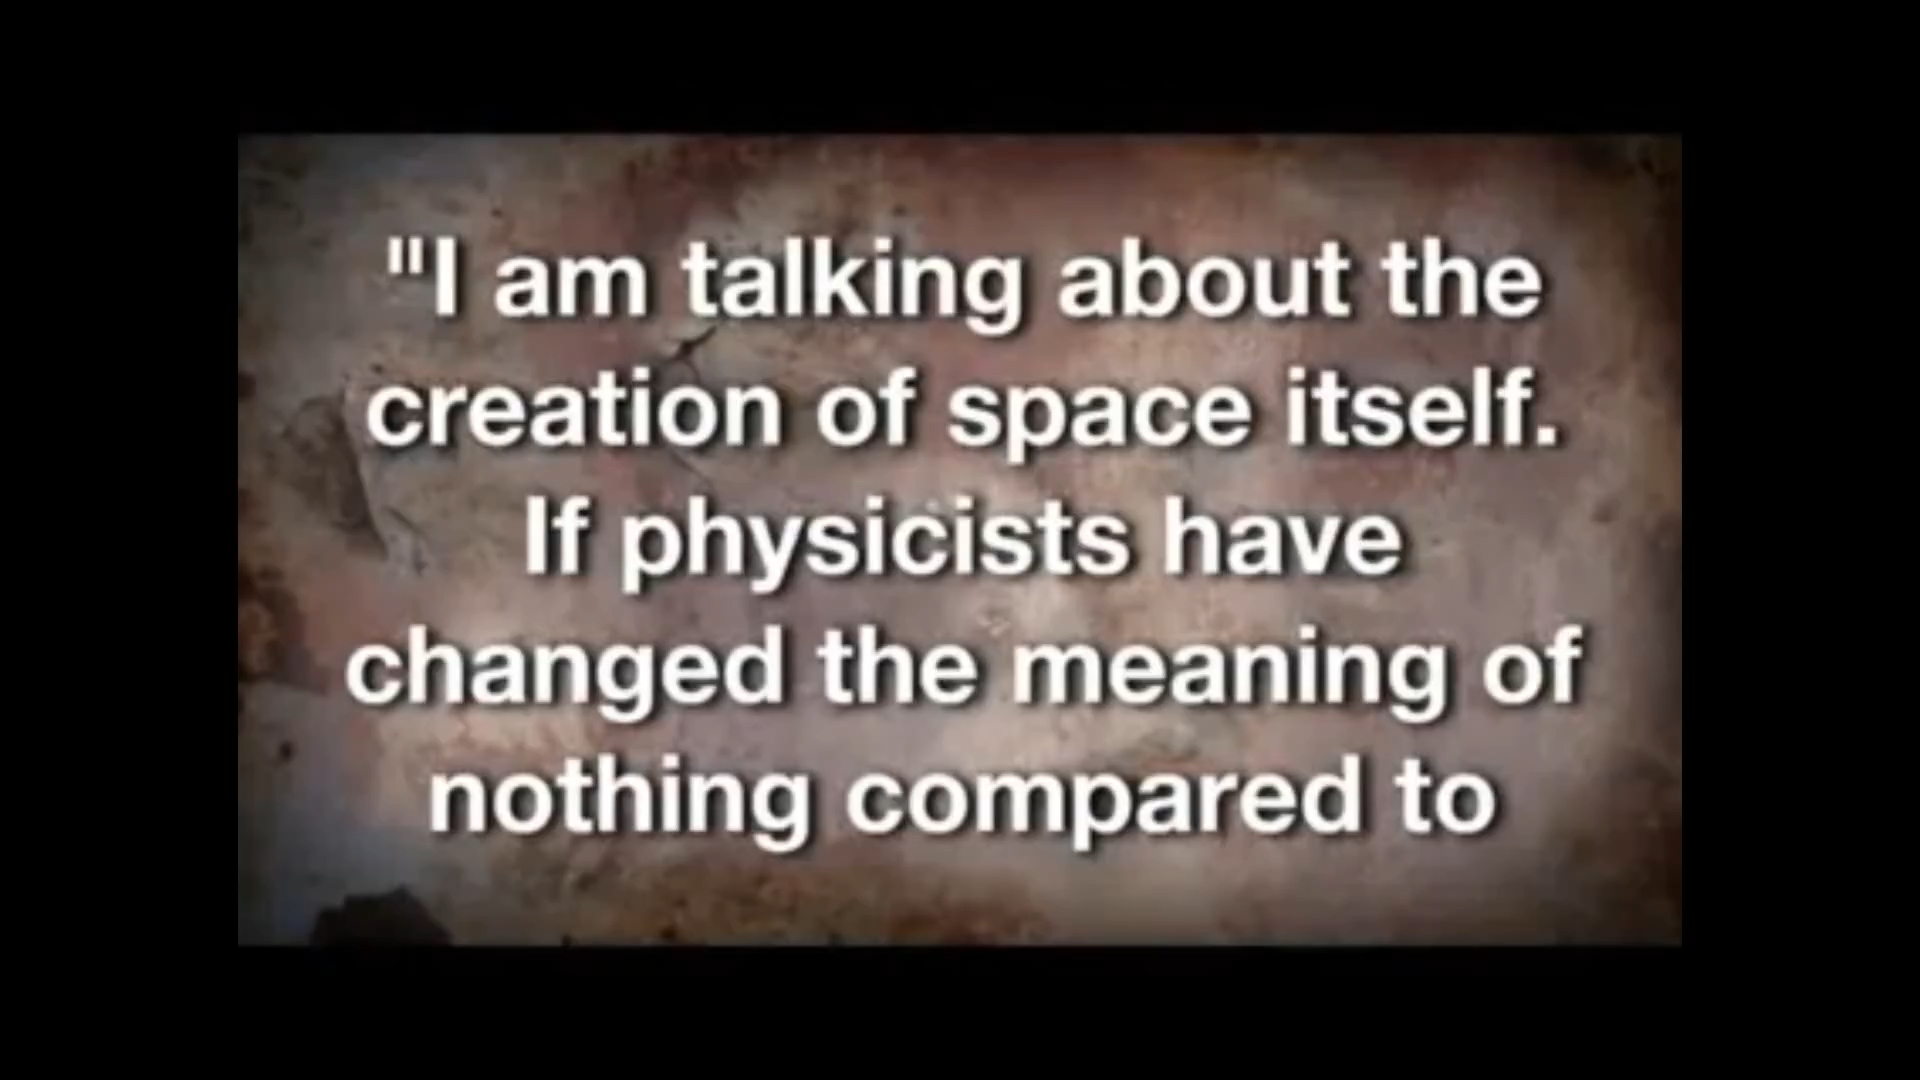 "I am talking about the
creation of space itself.
If physicists have
changed the meaning of
nothing compared to